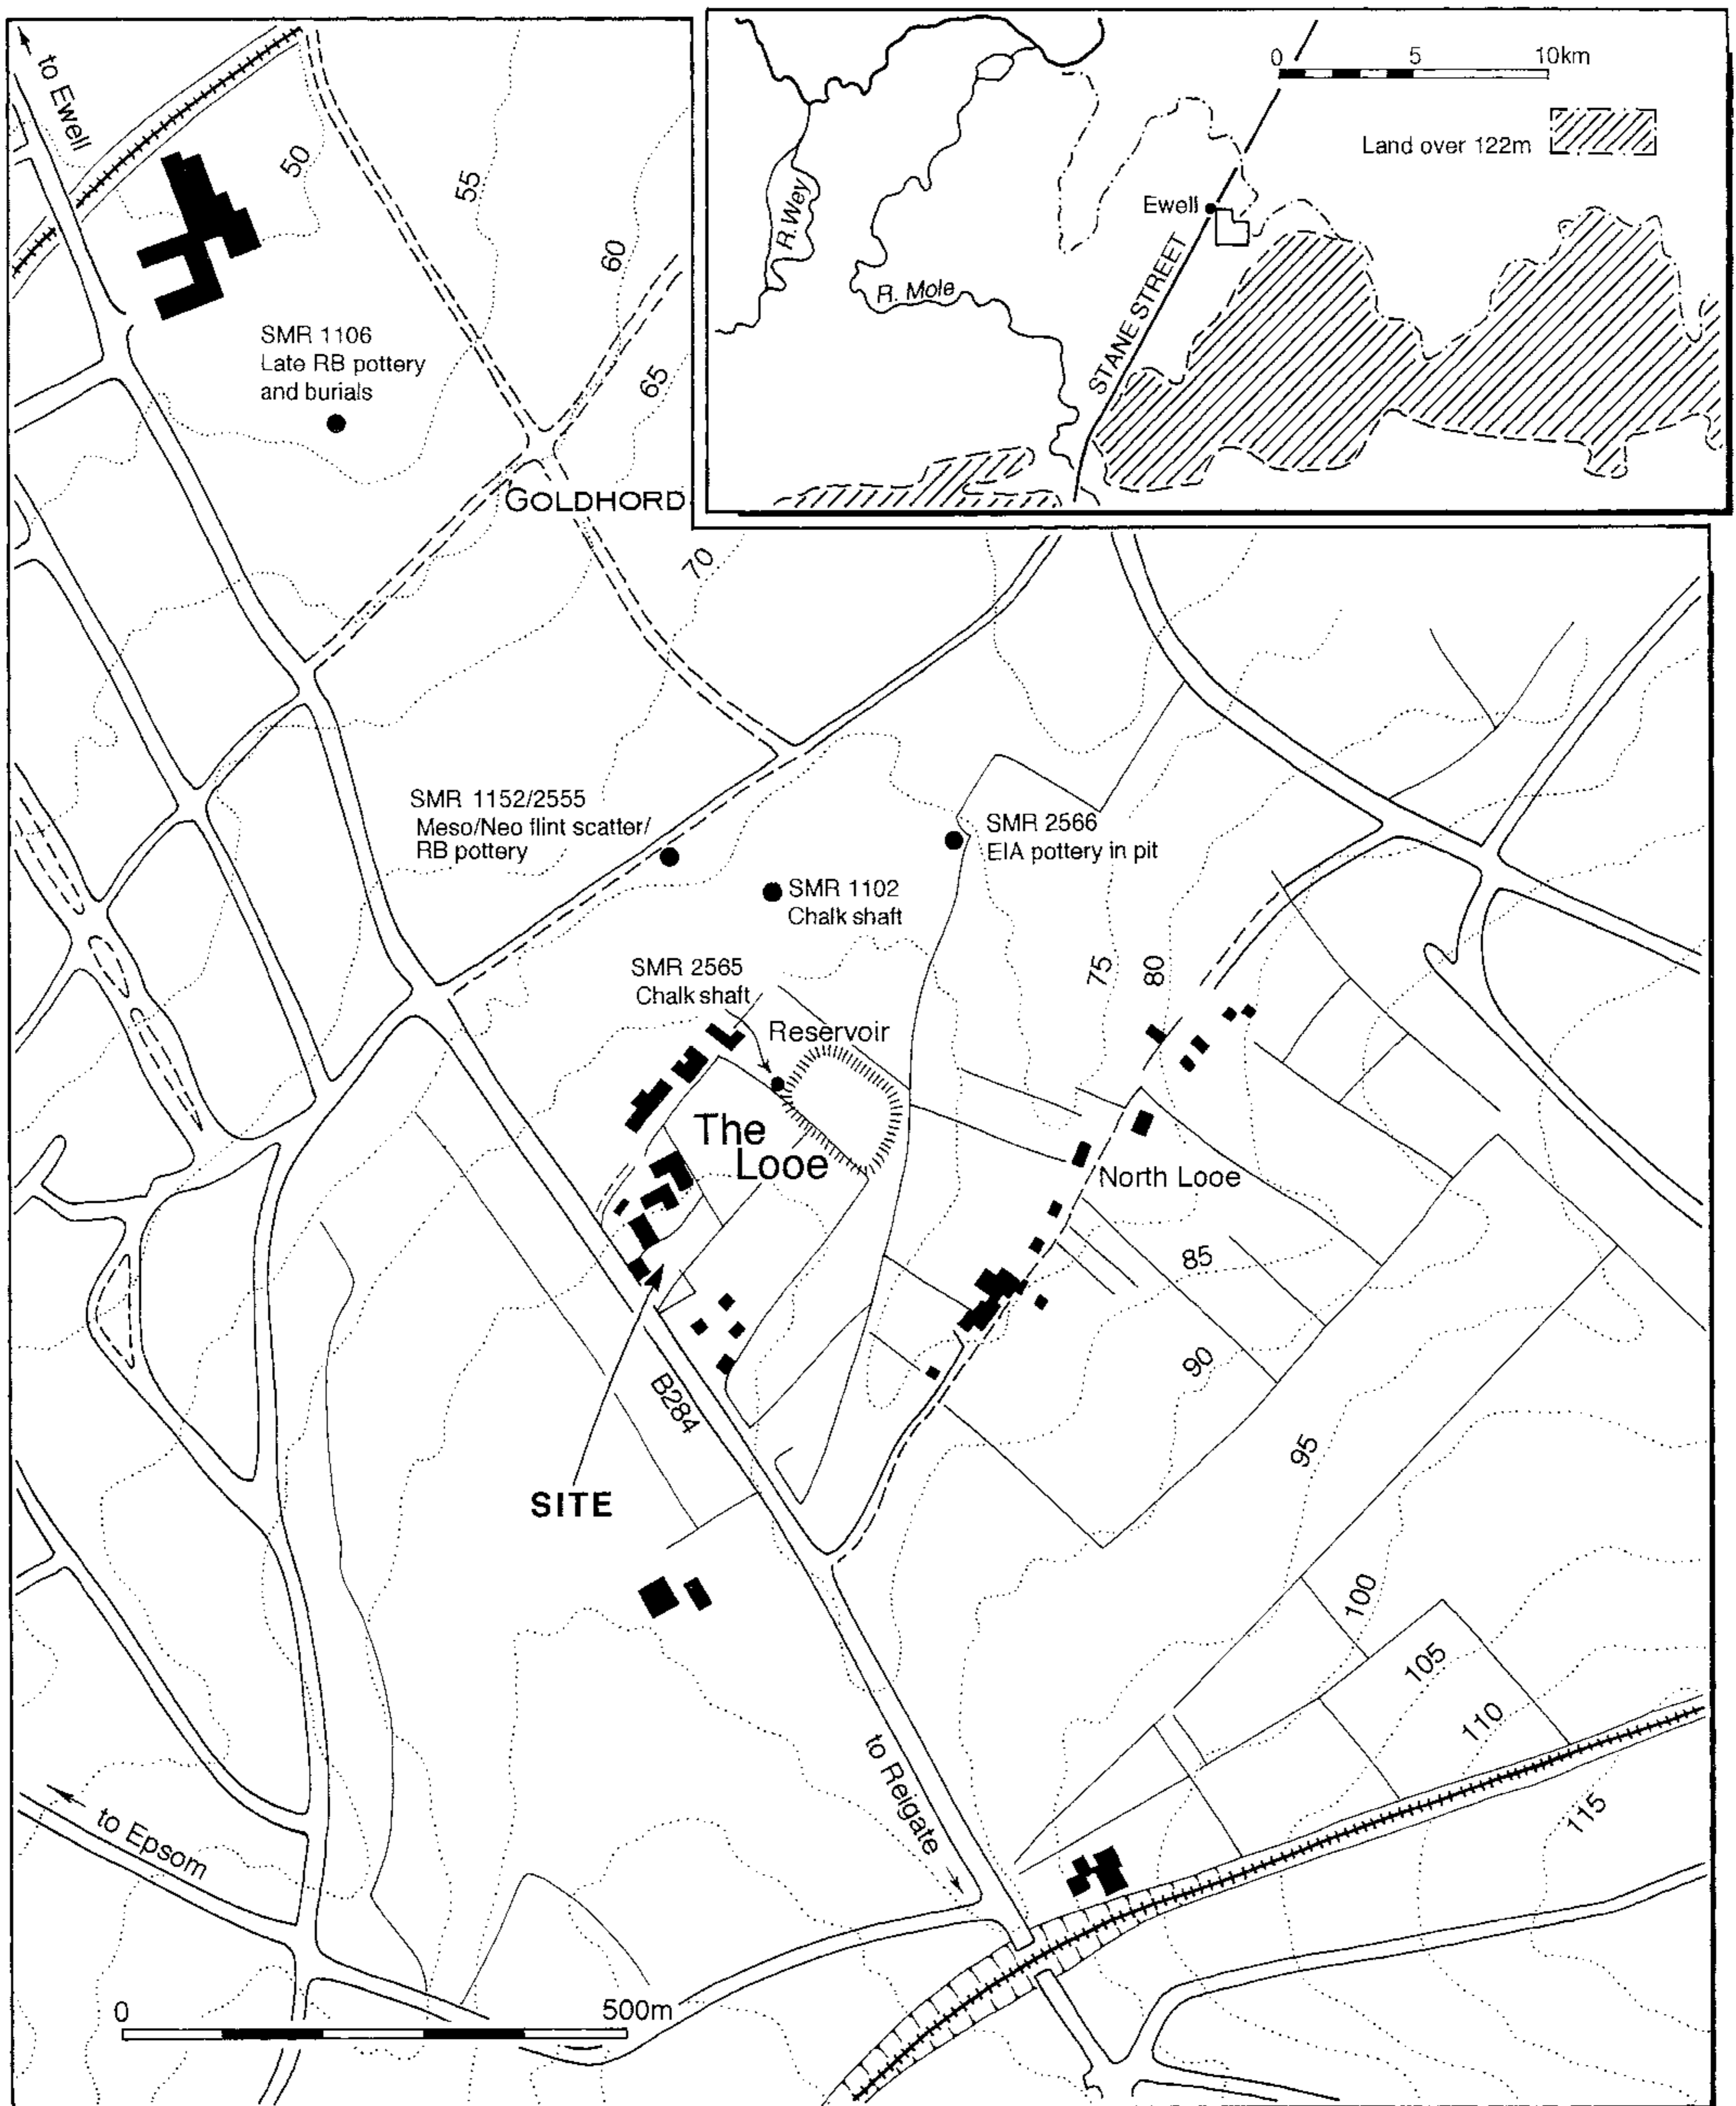 to Ewell
50
55
60
65
SMR 1106
Late RB pottery
and burials
GOLDHORD
0 5 10km
Land over 122m
R. Wey
R. Mole
Ewell
STANE STREET
70
SMR 1152/2555
Meso/Neo flint scatter/
RB pottery
SMR 2566
EIA pottery in pit
SMR 1102
Chalk shaft
SMR 2565
Chalk shaft
Reservoir
75
80
The
Looe
North Looe
85
90
B284
95
SITE
100
105
110
115
to Reigate
to Epsom
0 500m